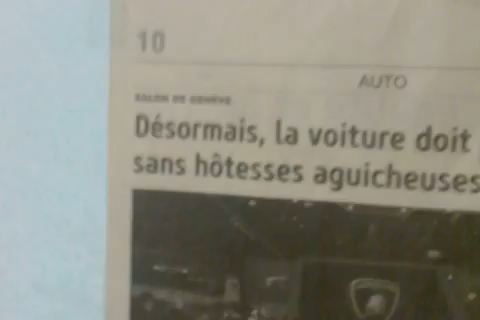 10
AUTO
SALON DE GENÈVE
Désormais, la voiture doit
sans hôtesses aguicheuses